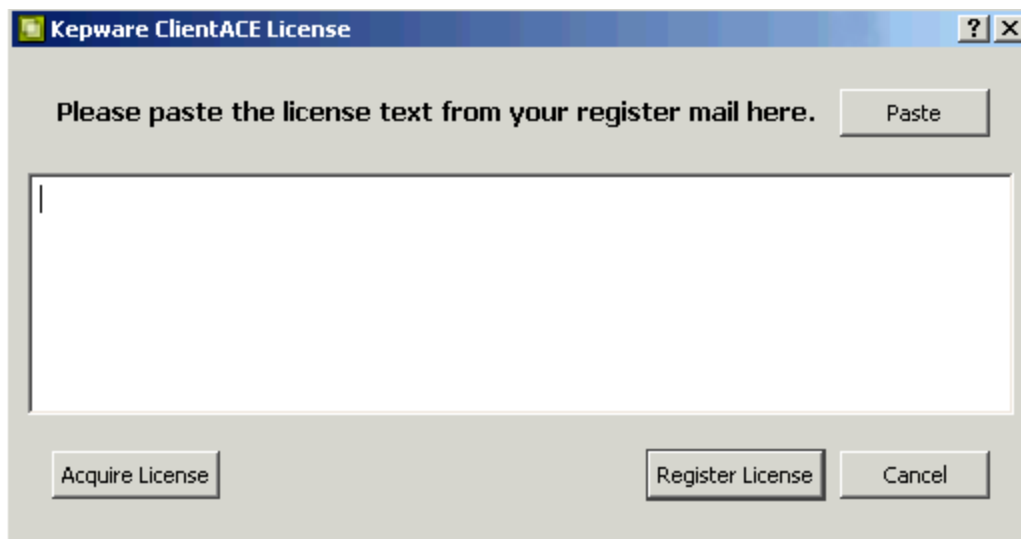 Kepware ClientACE License
Please paste the license text from your register mail here.
Paste
Acquire License
Register License
Cancel